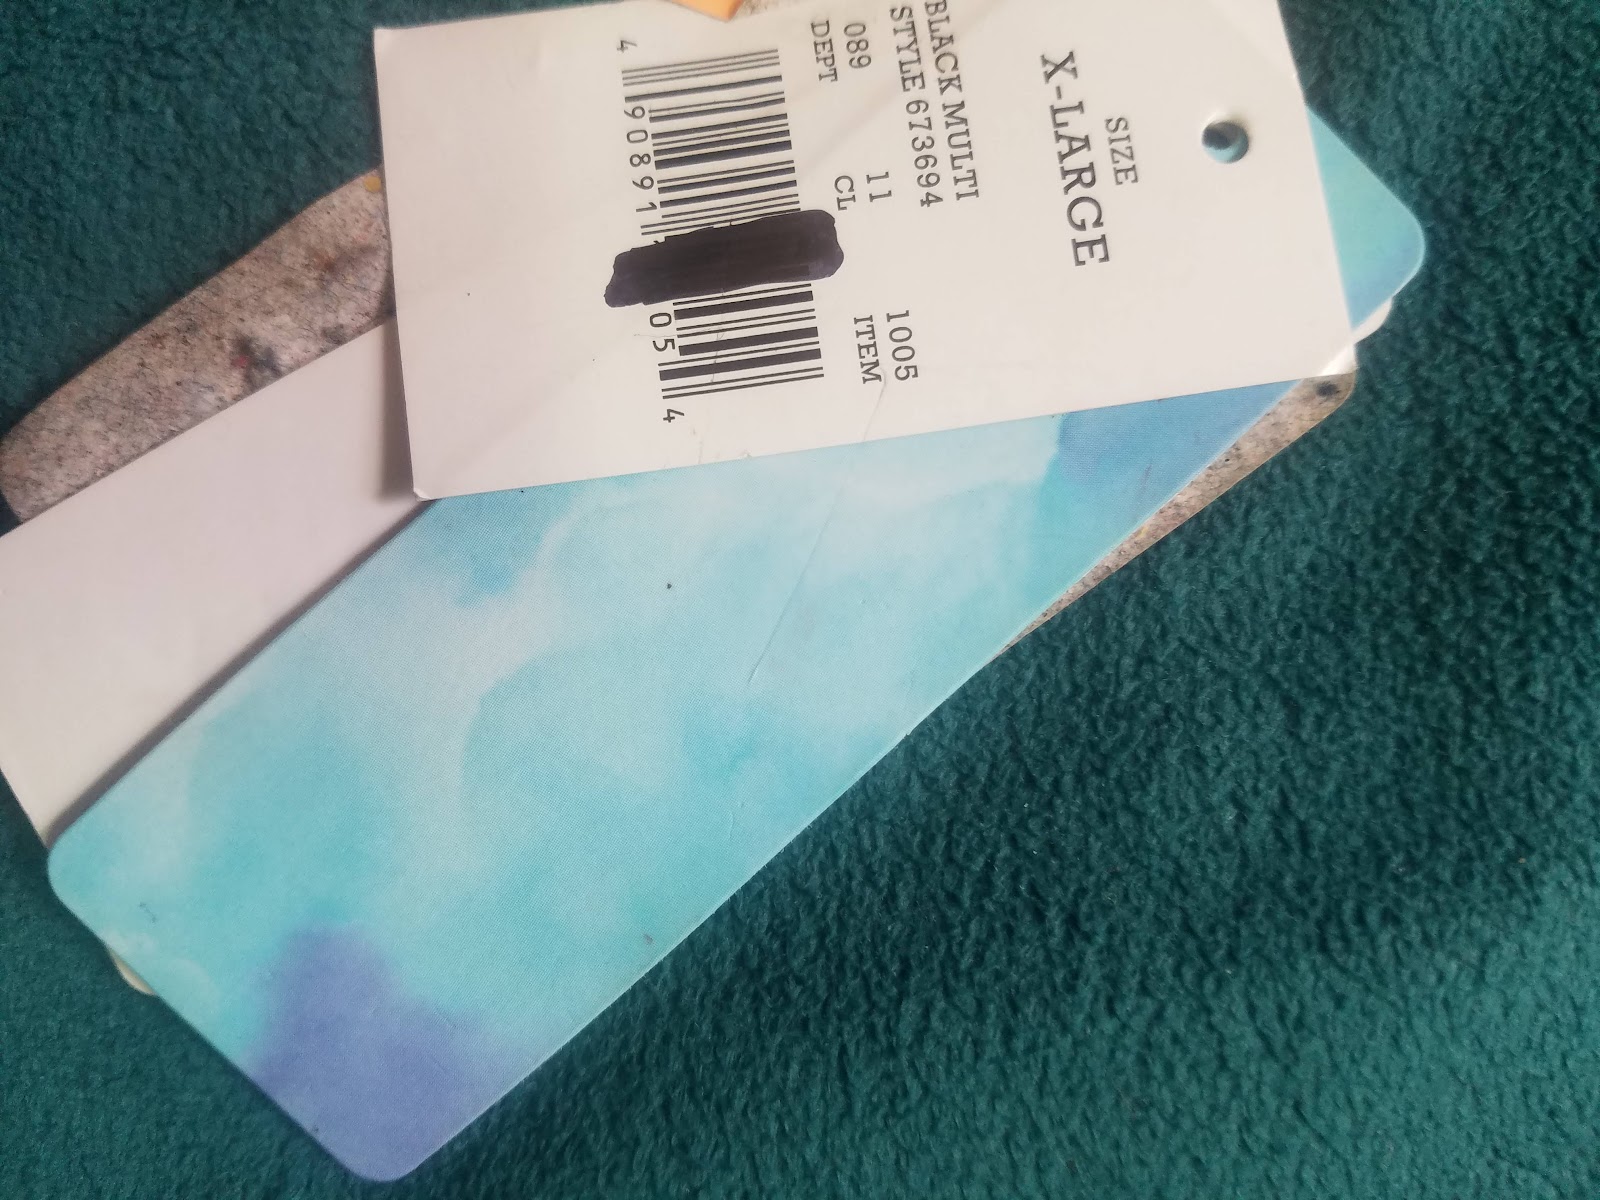 SIZE
X-LARGE
BLACK MULTI
STYLE 673694
089 11 1005
DEPT CL ITEM
4 90891 05 4